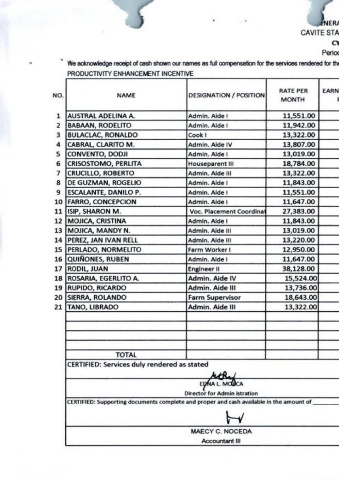 NERA
CAVITE STA
CY
Period
We acknowledge receipt of cash shown our names as full compensation for the services rendered for the
PRODUCTIVITY ENHANCEMENT INCENTIVE
NO. NAME DESIGNATION / POSITION RATE PER MONTH EARN
1 AUSTRAL ADELINA A. Admin. Aide I 11,551.00
2 BABAAN, RODELITO Admin. Aide I 11,942.00
3 BULACLAC, RONALDO Cook I 13,322.00
4 CABRAL, CLARITO M. Admin. Aide IV 13,807.00
5 CONVENTO, DODJI Admin. Aide I 13,019.00
6 CRISOSTOMO, PERLITA Houseparent III 18,784.00
7 CRUCILLO, ROBERTO Admin. Aide III 13,322.00
8 DE GUZMAN, ROGELIO Admin. Aide I 11,843.00
9 ESCALANTE, DANILO P. Admin. Aide I 11,551.00
10 FARRO, CONCEPCION Admin. Aide I 11,647.00
11 ISIP, SHARON M. Voc. Placement Coordinat 27,383.00
12 MOJICA, CRISTINA Admin. Aide I 11,843.00
13 MOJICA, MANDY N. Admin. Aide III 13,019.00
14 PEREZ, JAN IVAN RELL Admin. Aide III 13,220.00
15 PERLADO, NORMELITO Farm Worker I 12,950.00
16 QUIÑONES, RUBEN Admin. Aide I 11,647.00
17 RODIL, JUAN Engineer II 38,128.00
18 ROSARIA, EGERLITO A. Admin. Aide IV 15,524.00
19 RUPIDO, RICARDO Admin. Aide III 13,736.00
20 SIERRA, ROLANDO Farm Supervisor 18,643.00
21 TANO, LIBRADO Admin. Aide III 13,322.00
TOTAL
CERTIFIED: Services duly rendered as stated
EDNA L. MOJICA
Director for Administration
CERTIFIED: Supporting documents complete and proper and cash available in the amount of
MAECY C. NOCEDA
Accountant III